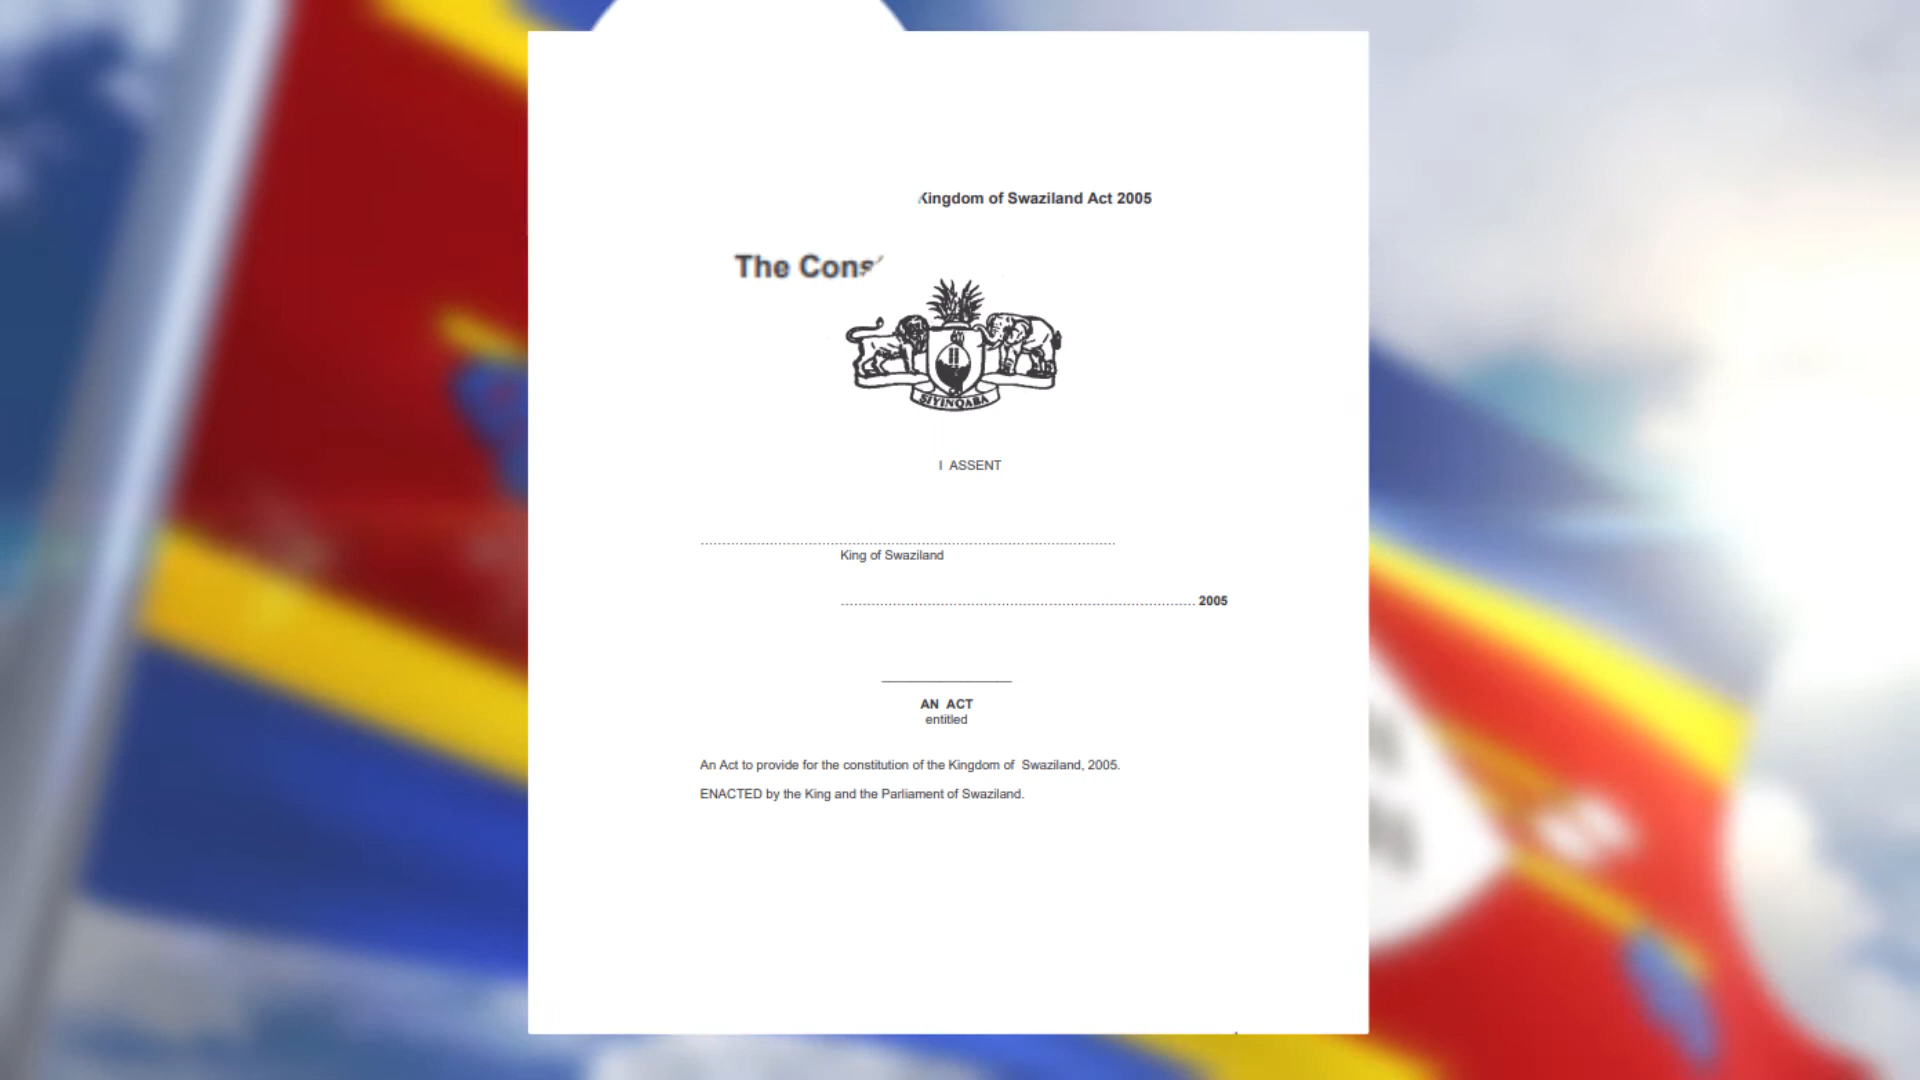 Kingdom of Swaziland Act 2005
The Cons
SIYINQABA
I ASSENT
King of Swaziland
2005
AN ACT
entitled
An Act to provide for the constitution of the Kingdom of Swaziland, 2005.
ENACTED by the King and the Parliament of Swaziland.